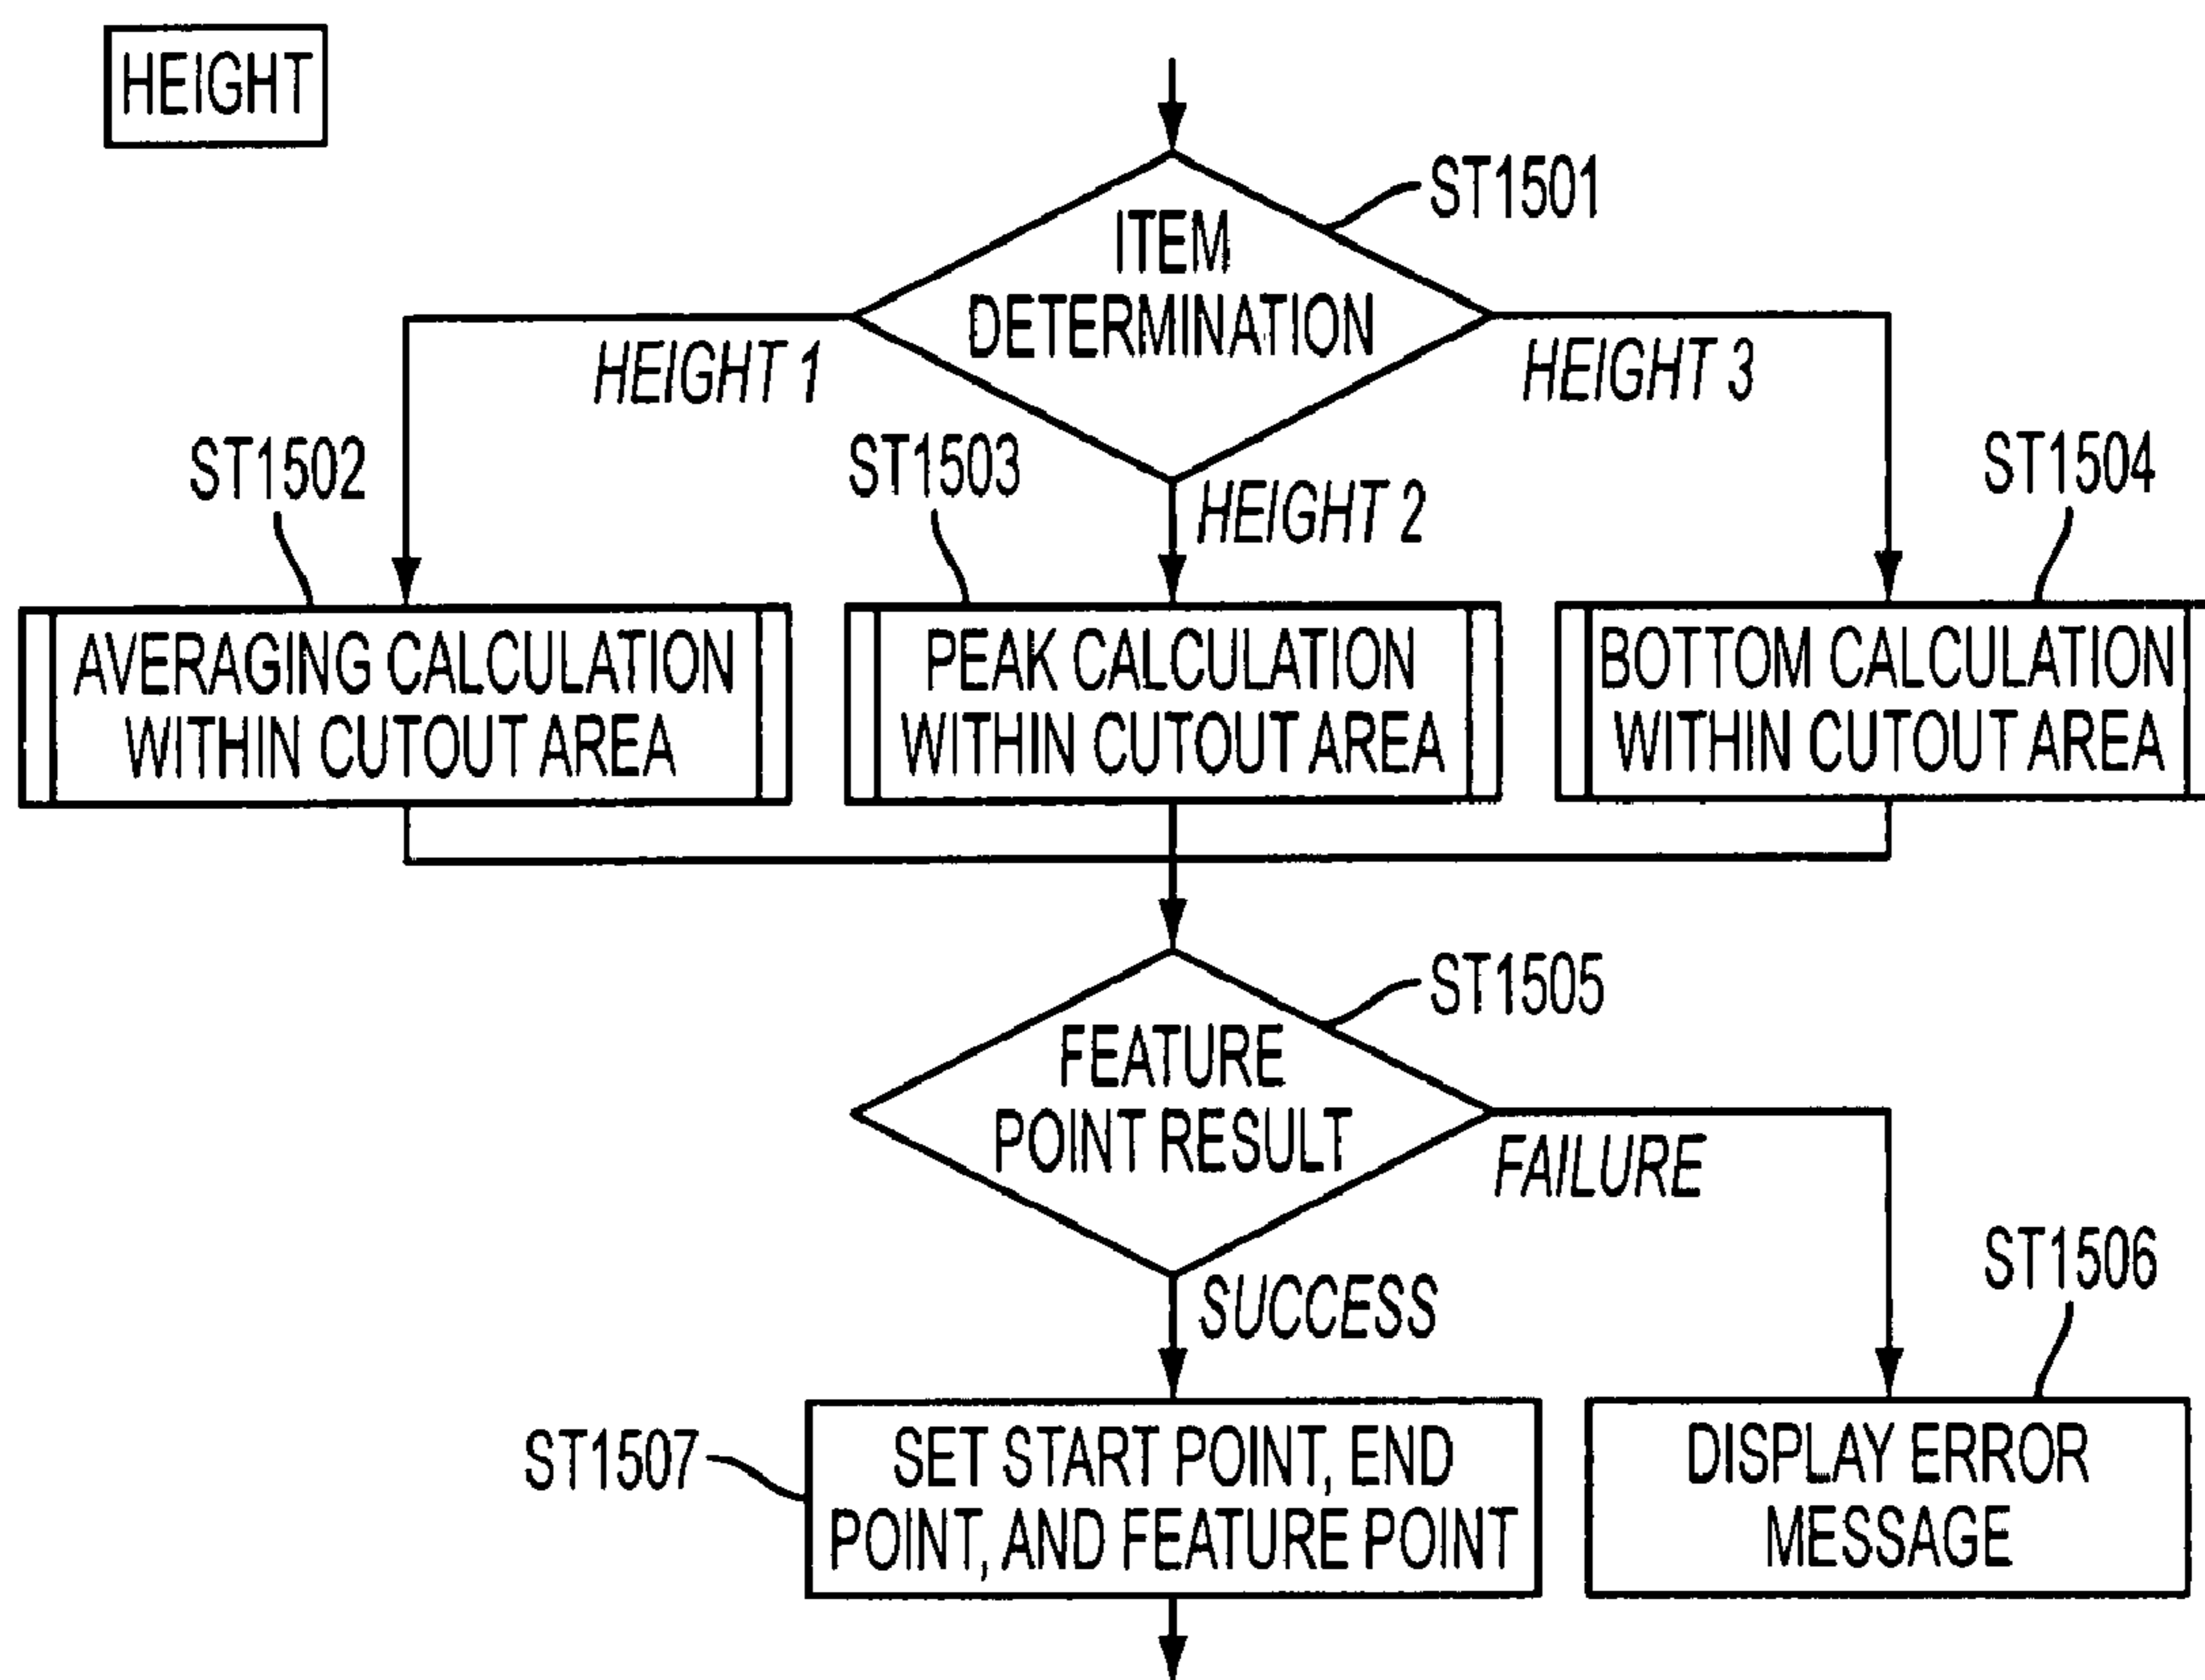 HEIGHT
ST1501
ITEM
DETERMINATION
HEIGHT 1
HEIGHT 3
HEIGHT 2
ST1502
ST1503
ST1504
AVERAGING CALCULATION
WITHIN CUTOUT AREA
PEAK CALCULATION
WITHIN CUTOUT AREA
BOTTOM CALCULATION
WITHIN CUTOUT AREA
ST1505
FEATURE
POINT RESULT
FAILURE
SUCCESS
ST1506
ST1507
SET START POINT, END
POINT, AND FEATURE POINT
DISPLAY ERROR
MESSAGE